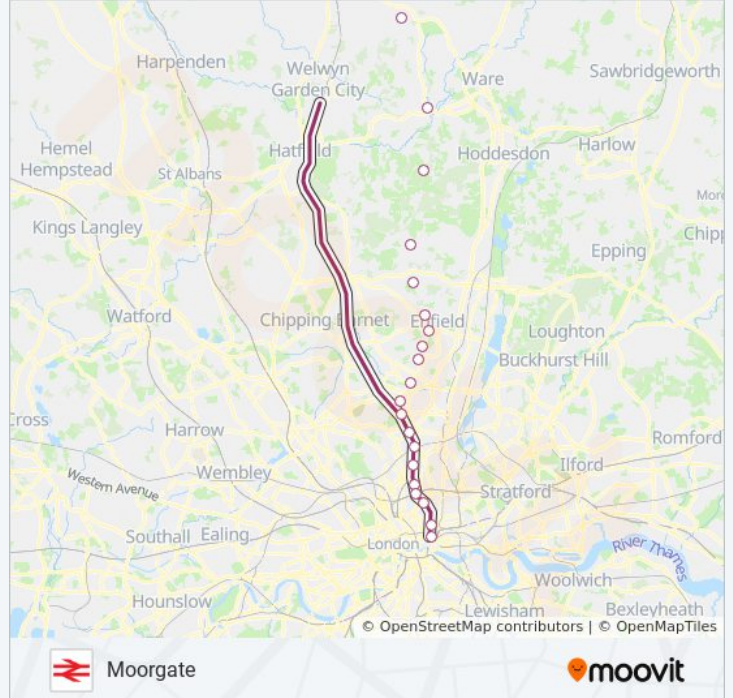 Harpenden
Welwyn
Garden City
Ware
Sawbridgeworth
Hemel
Hempstead
Hatfield
Hoddesdon
Harlow
St Albans
More
Kings Langley
Chipp
Epping
Watford
Chipping Barnet
Enfield
Loughton
Buckhurst Hill
Cross
Harrow
Romford
Wembley
Ilford
Western Avenue
Stratford
Southall
Ealing
London
River Thames
Woolwich
Hounslow
Lewisham
Bexleyheath
© OpenStreetMap contributors | © OpenMapTiles
Moorgate
moovit